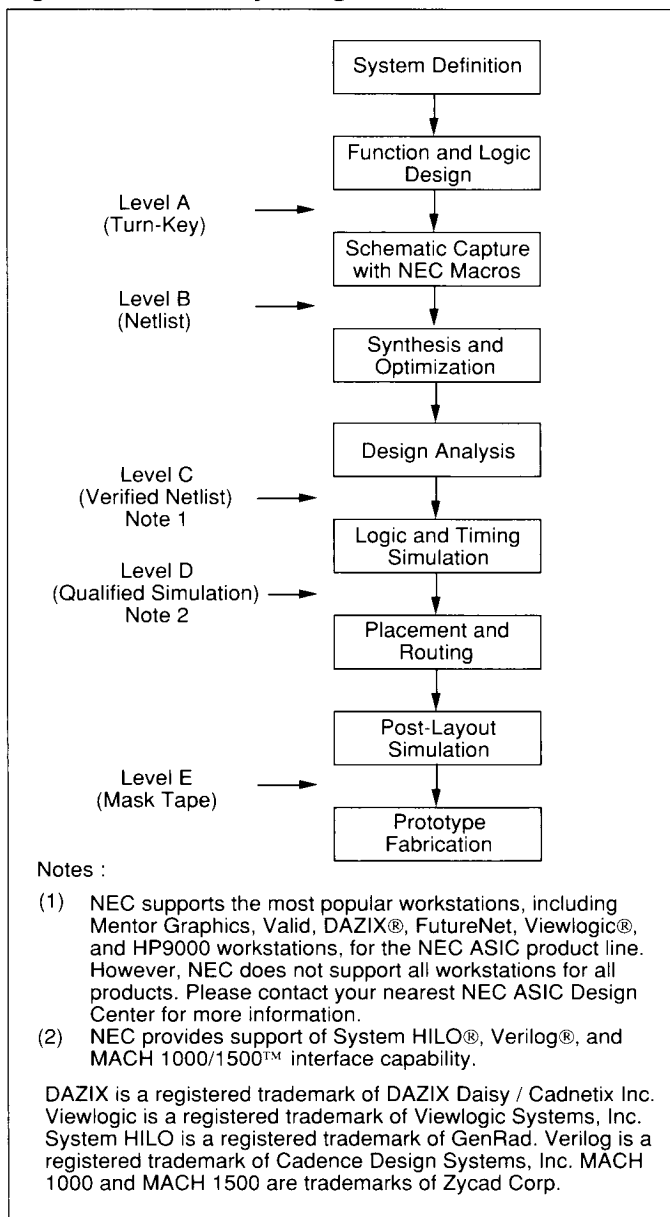 System Definition
Function and Logic
Design
Level A
(Turn-Key)
Schematic Capture
with NEC Macros
Level B
(Netlist)
Synthesis and
Optimization
Design Analysis
Level C
(Verified Netlist)
Note 1
Logic and Timing
Simulation
Level D
(Qualified Simulation)
Note 2
Placement and
Routing
Post-Layout
Simulation
Level E
(Mask Tape)
Prototype
Fabrication
Notes :
(1) NEC supports the most popular workstations, including
Mentor Graphics, Valid, DAZIX®, FutureNet, Viewlogic®,
and HP9000 workstations, for the NEC ASIC product line.
However, NEC does not support all workstations for all
products. Please contact your nearest NEC ASIC Design
Center for more information.
(2) NEC provides support of System HILO®, Verilog®, and
MACH 1000/1500™ interface capability.
DAZIX is a registered trademark of DAZIX Daisy / Cadnetix Inc.
Viewlogic is a registered trademark of Viewlogic Systems, Inc.
System HILO is a registered trademark of GenRad. Verilog is a
registered trademark of Cadence Design Systems, Inc. MACH
1000 and MACH 1500 are trademarks of Zycad Corp.